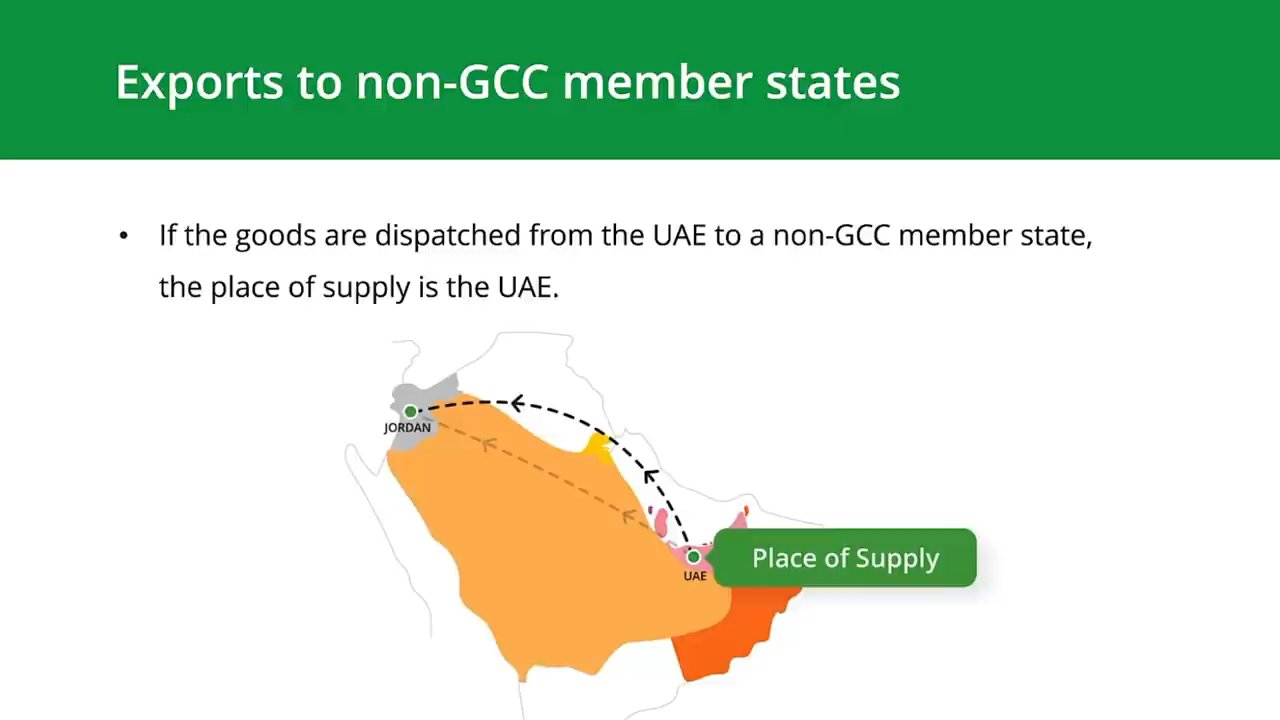 Exports to non-GCC member states
• If the goods are dispatched from the UAE to a non-GCC member state,
the place of supply is the UAE.
JORDAN
Place of Supply
UAE